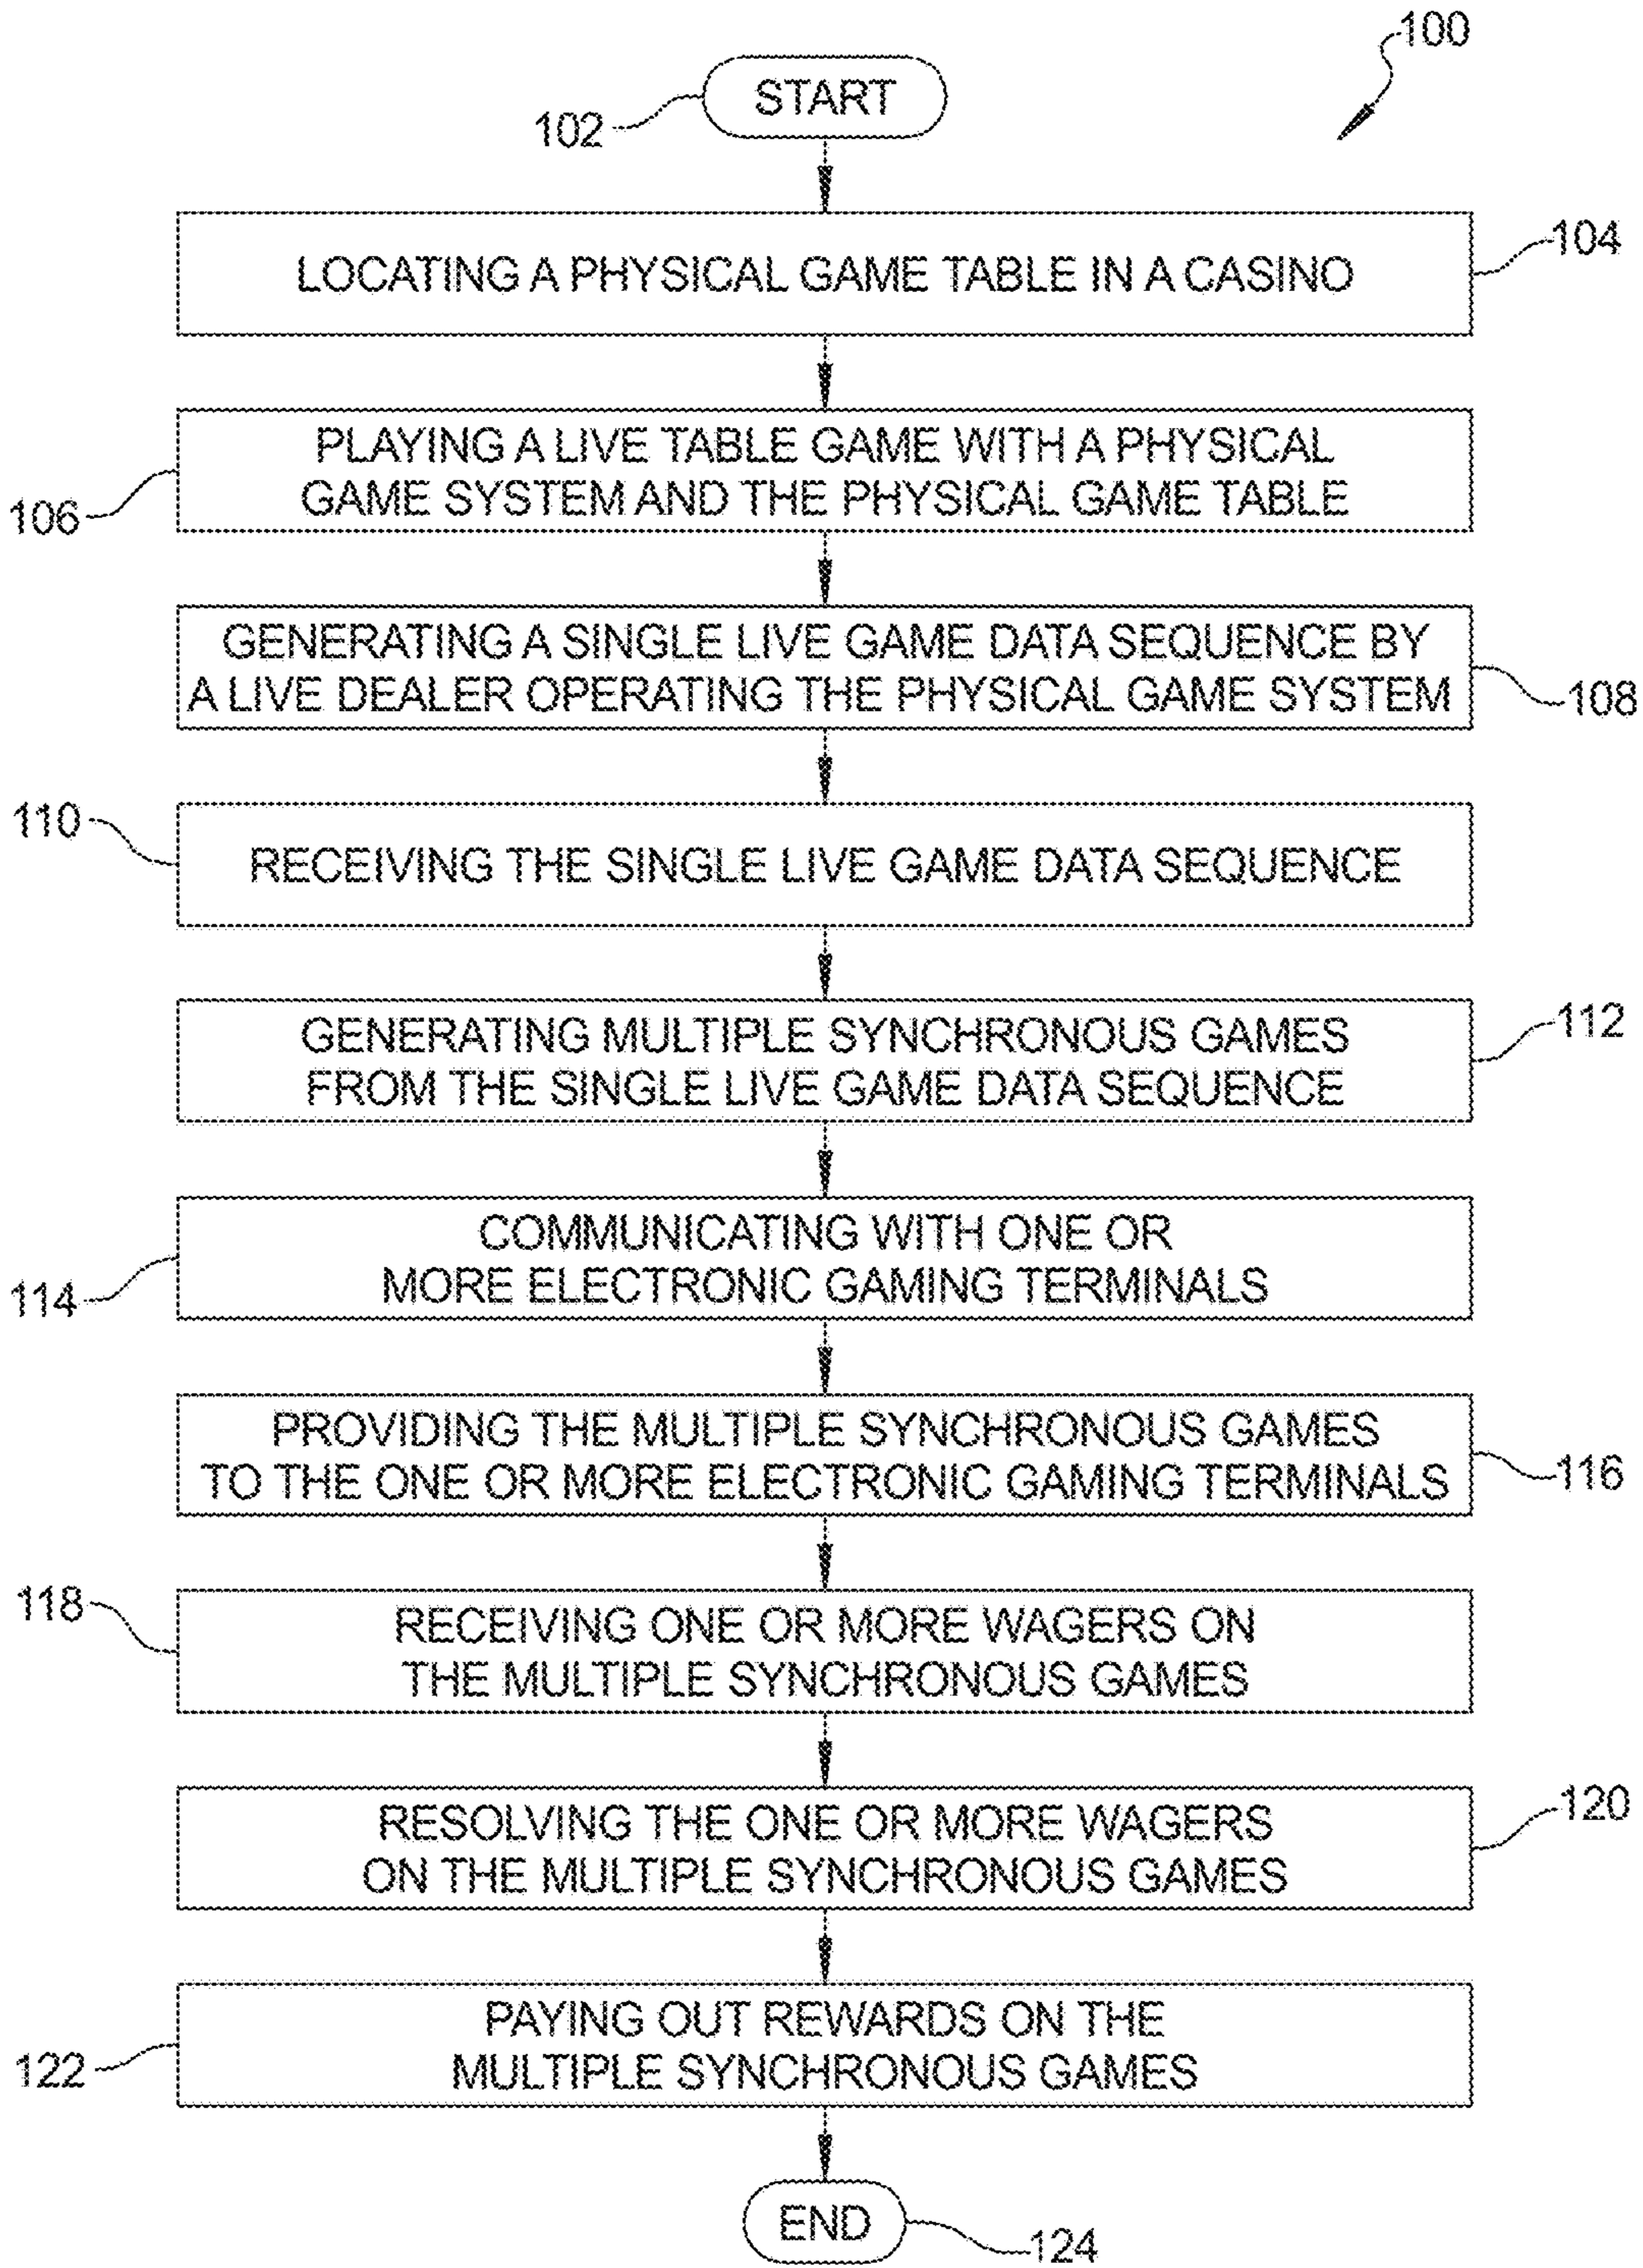 100
START
102
LOCATING A PHYSICAL GAME TABLE IN A CASINO
104
PLAYING A LIVE TABLE GAME WITH A PHYSICAL
GAME SYSTEM AND THE PHYSICAL GAME TABLE
106
GENERATING A SINGLE LIVE GAME DATA SEQUENCE BY
A LIVE DEALER OPERATING THE PHYSICAL GAME SYSTEM
108
110
RECEIVING THE SINGLE LIVE GAME DATA SEQUENCE
GENERATING MULTIPLE SYNCHRONOUS GAMES
FROM THE SINGLE LIVE GAME DATA SEQUENCE
112
COMMUNICATING WITH ONE OR
MORE ELECTRONIC GAMING TERMINALS
114
PROVIDING THE MULTIPLE SYNCHRONOUS GAMES
TO THE ONE OR MORE ELECTRONIC GAMING TERMINALS
116
118
RECEIVING ONE OR MORE WAGERS ON
THE MULTIPLE SYNCHRONOUS GAMES
RESOLVING THE ONE OR MORE WAGERS
ON THE MULTIPLE SYNCHRONOUS GAMES
120
PAYING OUT REWARDS ON THE
MULTIPLE SYNCHRONOUS GAMES
122
END
124